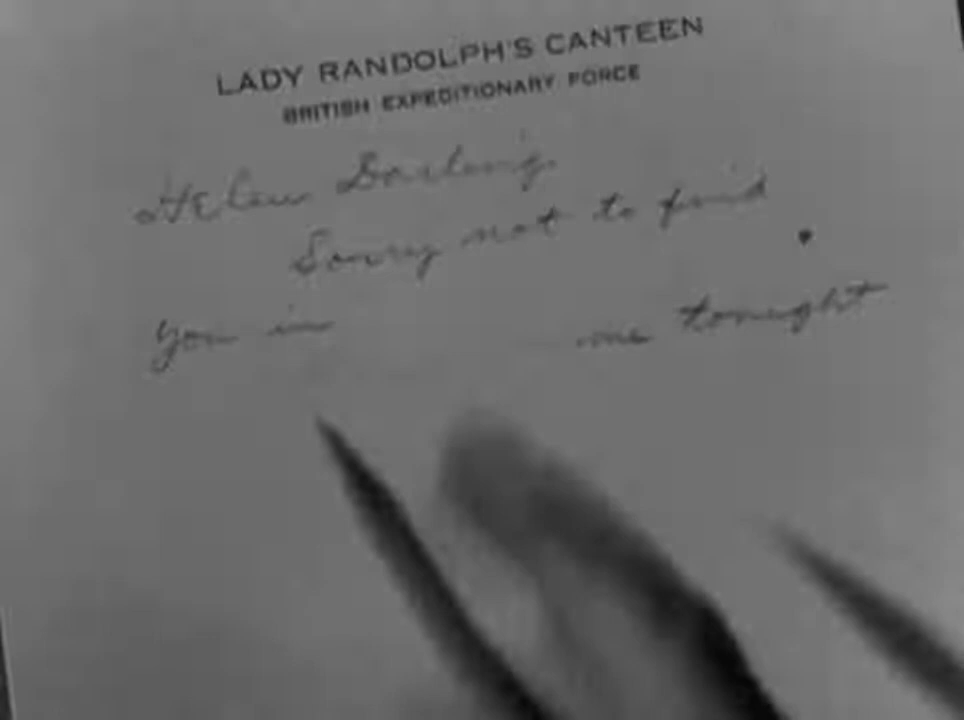 LADY RANDOLPH'S CANTEEN
BRITISH EXPEDITIONARY FORCE
Helen Darling
Sorry not to find
you in me tonight